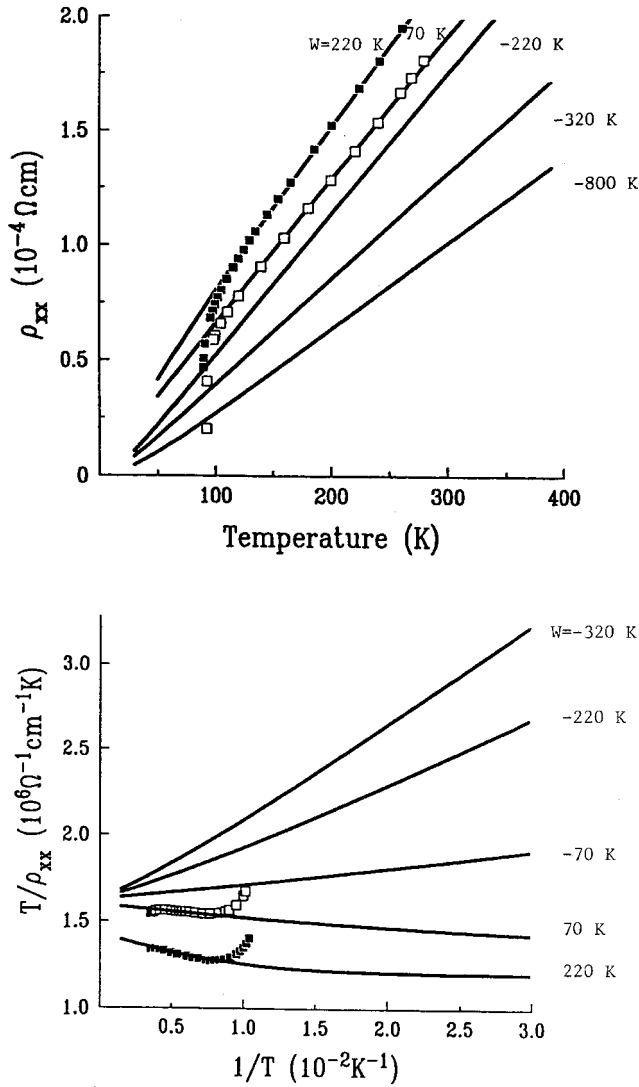 2.0
1.5
1.0
0.5
0
W=220 K
70 K
-220 K
-320 K
-800 K
ρxx (10⁻⁴ Ωcm)
100
200
300
400
Temperature (K)
3.0
2.5
2.0
1.5
1.0
W=-320 K
-220 K
-70 K
70 K
220 K
T/ρxx (10⁶Ω⁻¹cm⁻¹K)
0.5
1.0
1.5
2.0
2.5
3.0
1/T (10⁻²K⁻¹)